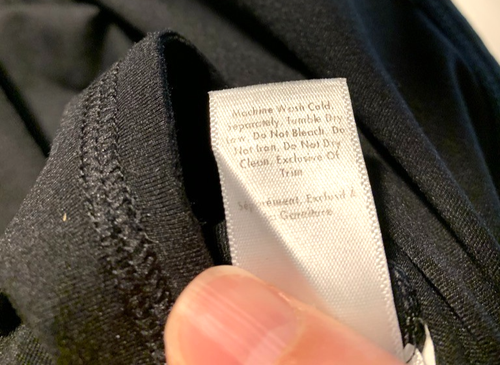 Machine Wash Cold,
separately, Tumble Dry
Low, Do Not Bleach, Do
Not Iron, Do Not Dry
Clean, Exclusive Of
Trim
Exclusif À
Garniture